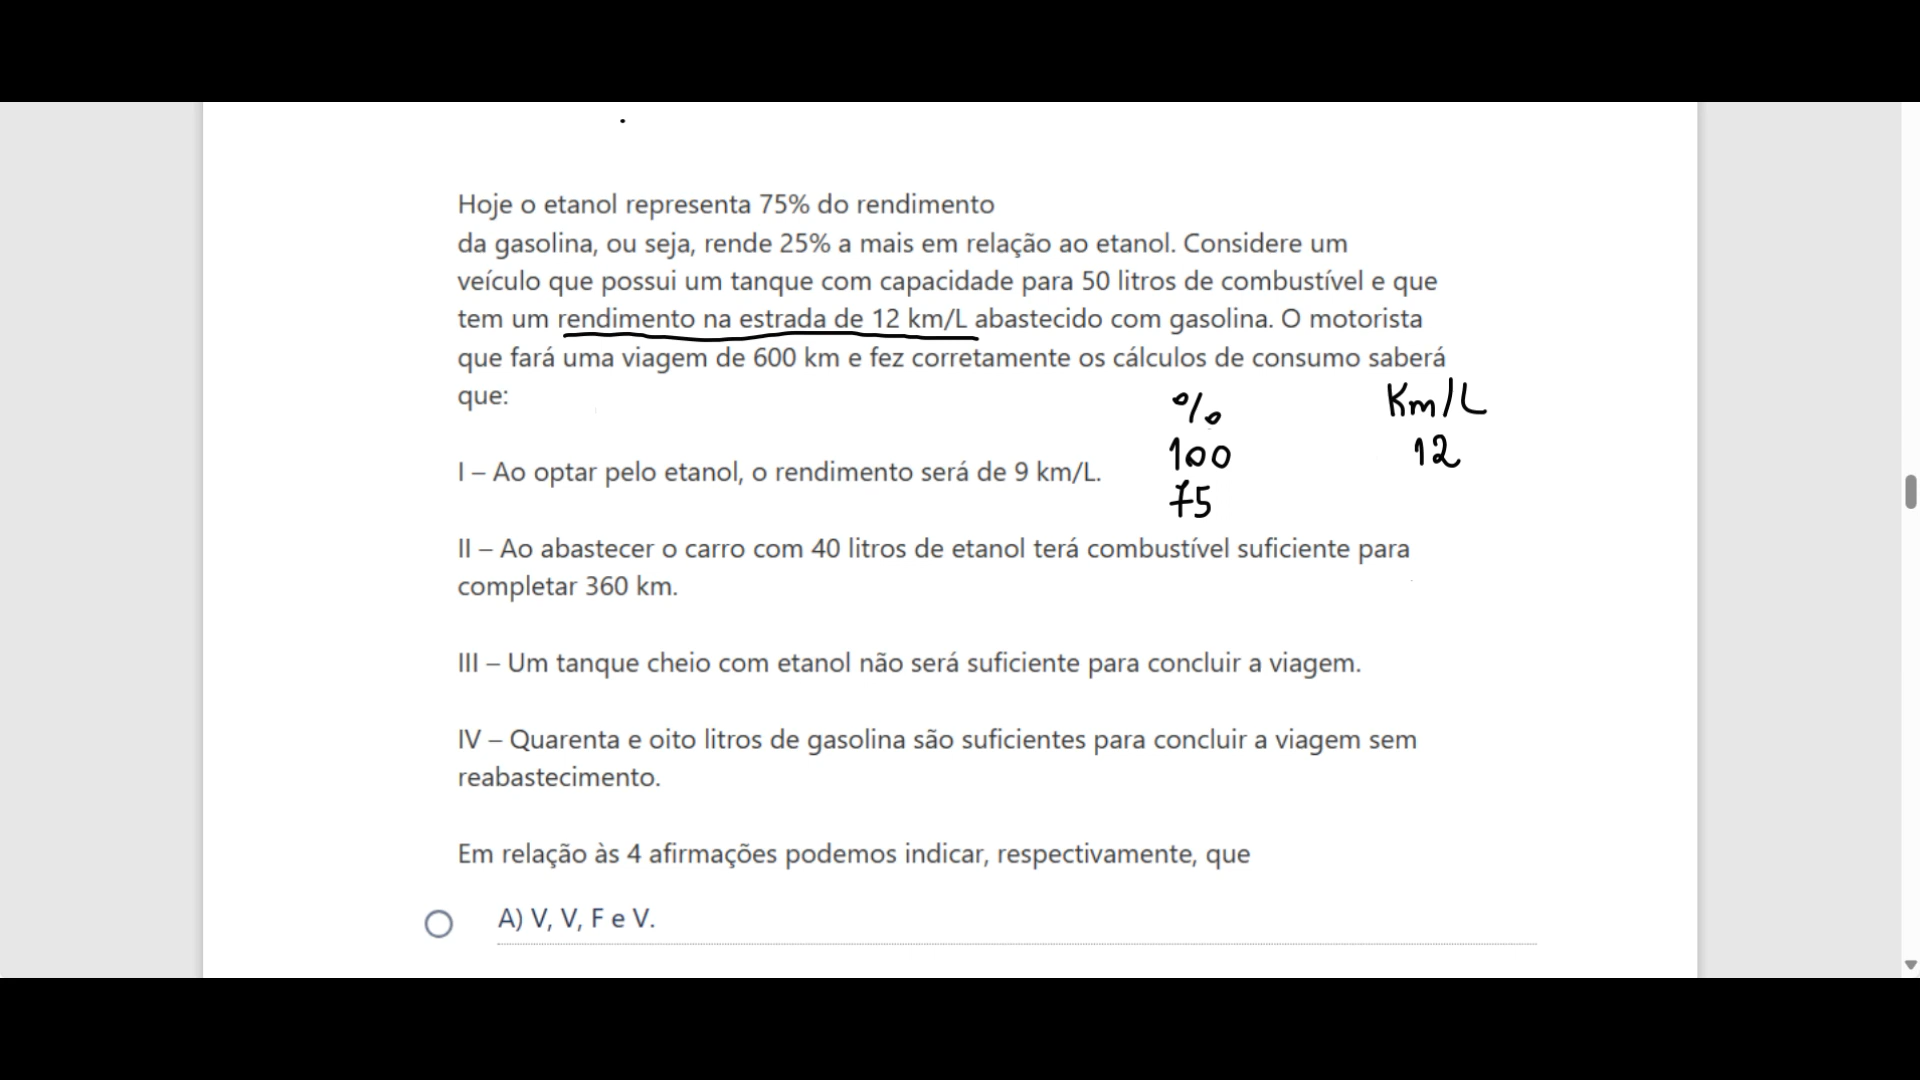 Hoje o etanol representa 75% do rendimento
da gasolina, ou seja, rende 25% a mais em relação ao etanol. Considere um
veículo que possui um tanque com capacidade para 50 litros de combustível e que
tem um rendimento na estrada de 12 km/L abastecido com gasolina. O motorista
que fará uma viagem de 600 km e fez corretamente os cálculos de consumo saberá
que:
% Km/L
100 12
I – Ao optar pelo etanol, o rendimento será de 9 km/L.
75
II – Ao abastecer o carro com 40 litros de etanol terá combustível suficiente para
completar 360 km.
III – Um tanque cheio com etanol não será suficiente para concluir a viagem.
IV – Quarenta e oito litros de gasolina são suficientes para concluir a viagem sem
reabastecimento.
Em relação às 4 afirmações podemos indicar, respectivamente, que
A) V, V, F e V.